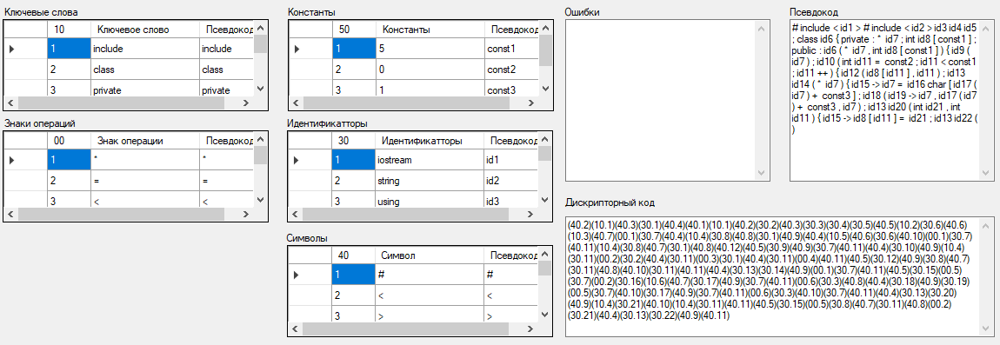 Ключевые слова
10 Ключевое слово Псевдокод
1 include include
2 class class
3 private private
Знаки операций
00 Знак операции Псевдокод
1 * *
2 = =
3 < <
Константы
50 Константы Псевдокод
1 5 const1
2 0 const2
3 1 const3
Идентификатторы
30 Идентификатторы Псевдокод
1 iostream id1
2 string id2
3 using id3
Символы
40 Символ Псевдокод
1 # #
2 < <
3 > >
Ошибки
Псевдокод
# include < id1 > # include < id2 > id3 id4 id5
; class id6 { private : * id7 ; int id8 [ const1 ] ;
public : id6 ( * id7 , int id8 [ const1 ] ) { id9 (
id7 ) ; id10 ( int id11 = const2 ; id11 < const1
; id11 ++ ) { id12 ( id8 [ id11 ] , id11 ) ; id13
id14 ( * id7 ) { id15 -> id7 = id16 char [ id17 (
id7 ) + const3 ] ; id18 ( id19 -> id7 , id17 ( id7
) + const3 , id7 ) ; id13 id20 ( int id21 , int
id11 ) { id15 -> id8 [ id11 ] = id21 ; id13 id22 (
)
Дискрипторный код
(40.2)(10.1)(40.3)(30.1)(40.4)(40.1)(10.1)(40.2)(30.2)(40.3)(30.3)(30.4)(30.5)(40.5)(10.2)(30.6)(40.6)
(10.3)(40.7)(00.1)(30.7)(40.4)(10.4)(30.8)(40.8)(30.1)(40.9)(40.4)(10.5)(40.6)(30.6)(40.10)(00.1)(30.7)
(40.11)(10.4)(30.8)(40.7)(30.1)(40.8)(40.12)(40.5)(30.9)(40.9)(30.7)(40.11)(40.4)(30.10)(40.9)(10.4)
(30.11)(00.2)(30.2)(40.4)(30.11)(00.3)(30.1)(40.4)(30.11)(00.4)(40.11)(40.5)(30.12)(40.9)(30.8)(40.7)
(30.11)(40.8)(40.10)(30.11)(40.11)(40.4)(30.13)(30.14)(40.9)(00.1)(30.7)(40.11)(40.5)(30.15)(00.5)
(30.7)(00.2)(30.16)(10.6)(40.7)(30.17)(40.9)(30.7)(40.11)(00.6)(30.3)(40.8)(40.4)(30.18)(40.9)(30.19)
(00.5)(30.7)(40.10)(30.17)(40.9)(30.7)(40.11)(00.6)(30.3)(40.10)(30.7)(40.11)(40.4)(30.13)(30.20)
(40.9)(10.4)(30.21)(40.10)(10.4)(30.11)(40.11)(40.5)(30.15)(00.5)(30.8)(40.7)(30.11)(40.8)(00.2)
(30.21)(40.4)(30.13)(30.22)(40.9)(40.11)